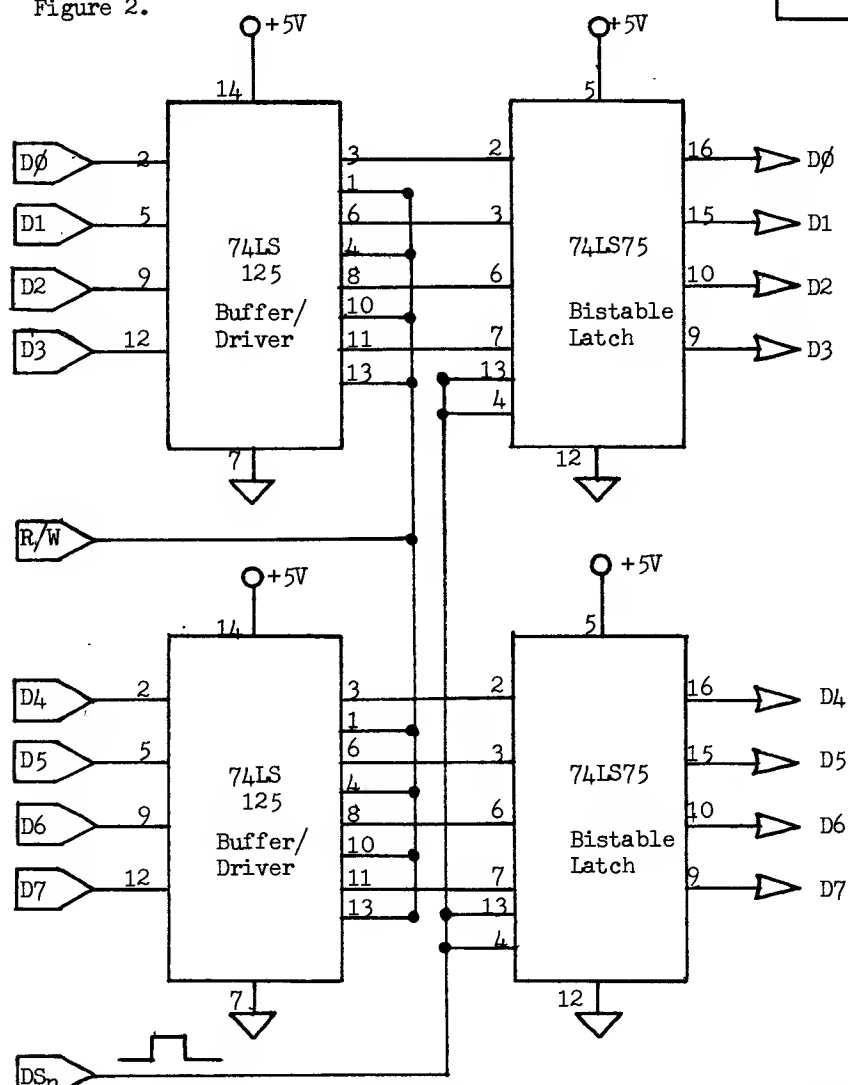 Figure 2.
+5V
+5V
14
5
DØ
2
3
2
16
DØ
1
D1
5
6
3
15
D1
4
74LS
125
74LS75
D2
9
8
6
10
D2
10
Buffer/
Driver
Bistable
Latch
D3
12
11
7
9
D3
13
13
4
7
12
R/W
+5V
+5V
14
5
D4
2
3
2
16
D4
1
D5
5
6
3
15
D5
4
74LS
125
74LS75
D6
9
8
6
10
D6
10
Buffer/
Driver
Bistable
Latch
D7
12
11
7
9
D7
13
13
4
7
12
DSn